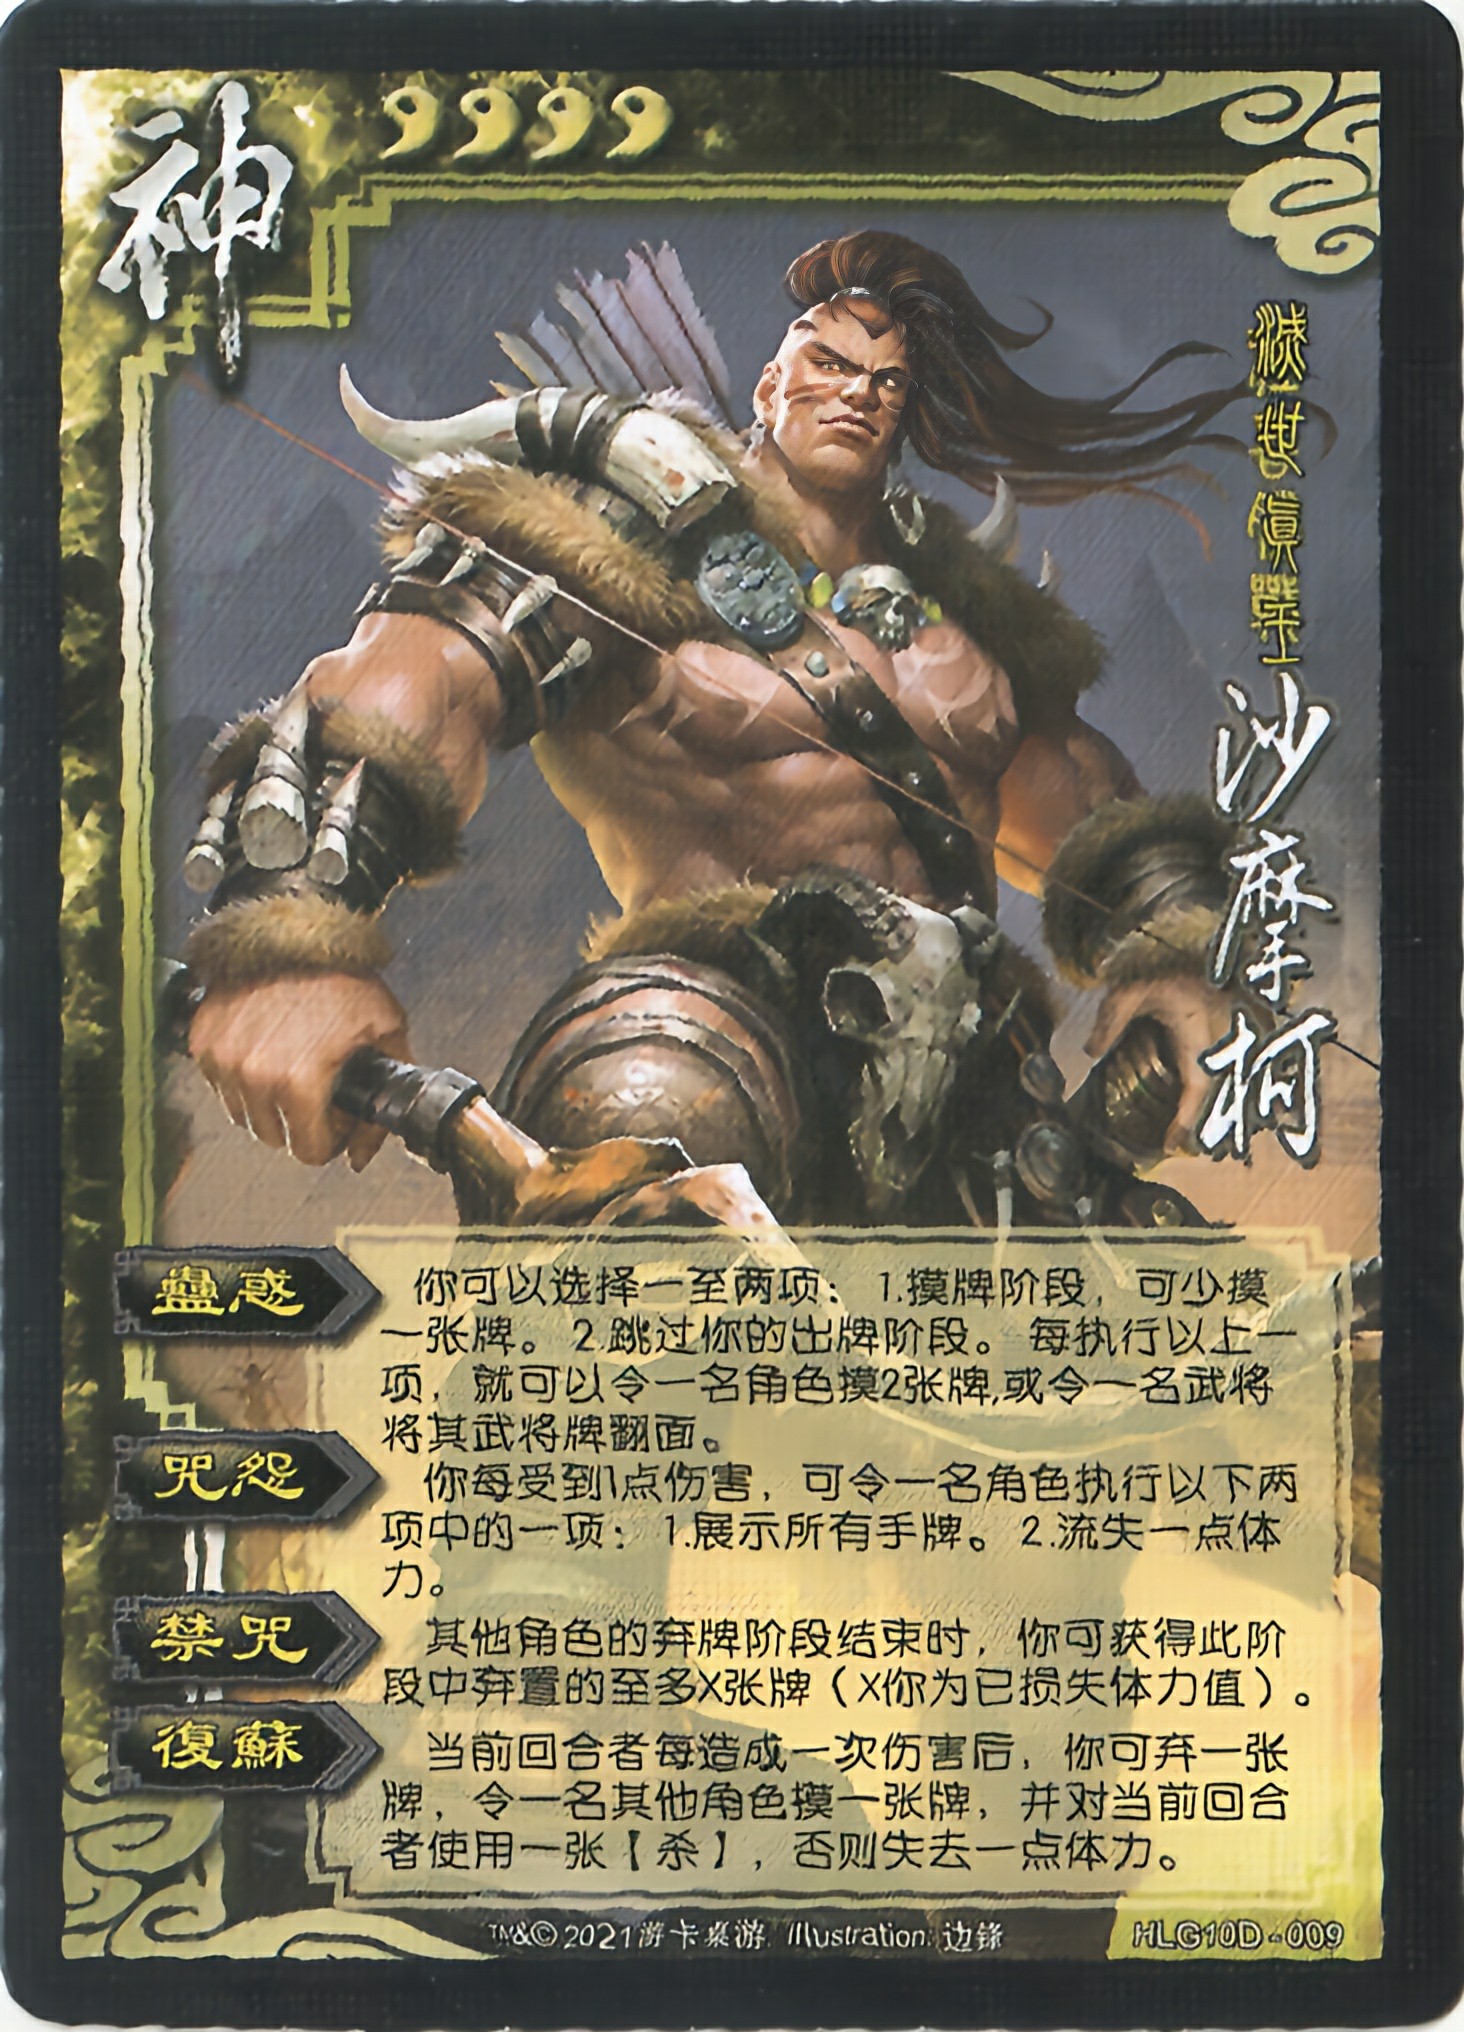 神
滅世慎桀
沙摩柯
蠱惑
你可以选择一至两项：1.摸牌阶段，可少摸
一张牌。2.跳过你的出牌阶段。每执行以上一
项，就可以令一名角色摸2张牌,或令一名武将
将其武将牌翻面。
咒怨
你每受到1点伤害，可令一名角色执行以下两
项中的一项：1.展示所有手牌。2.流失一点体
力。
禁咒
其他角色的弃牌阶段结束时，你可获得此阶
段中弃置的至多X张牌（X你为已损失体力值）。
復蘇
当前回合者每造成一次伤害后，你可弃一张
牌，令一名其他角色摸一张牌，并对当前回合
者使用一张【杀】，否则失去一点体力。
™&© 2021游卡桌游 Illustration: 边锋
HLG10D-009